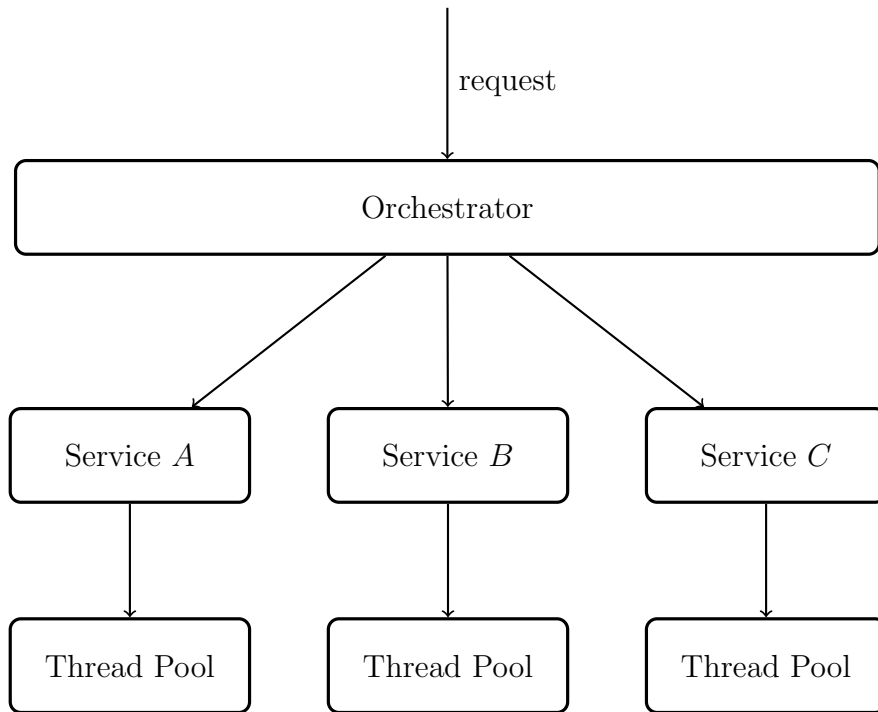 request
Orchestrator
Service A
Service B
Service C
Thread Pool
Thread Pool
Thread Pool